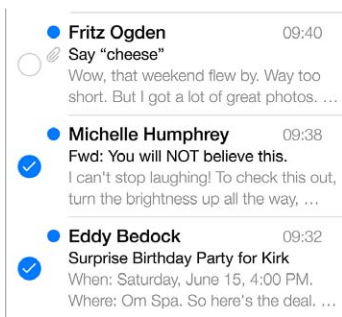 Fritz Ogden 09:40
Say “cheese”
Wow, that weekend flew by. Way too
short. But I got a lot of great photos. …
Michelle Humphrey 09:38
Fwd: You will NOT believe this.
I can't stop laughing! To check this out,
turn the brightness up all the way, …
Eddy Bedock 09:32
Surprise Birthday Party for Kirk
When: Saturday, June 15, 4:00 PM.
Where: Om Spa. So here's the deal. …